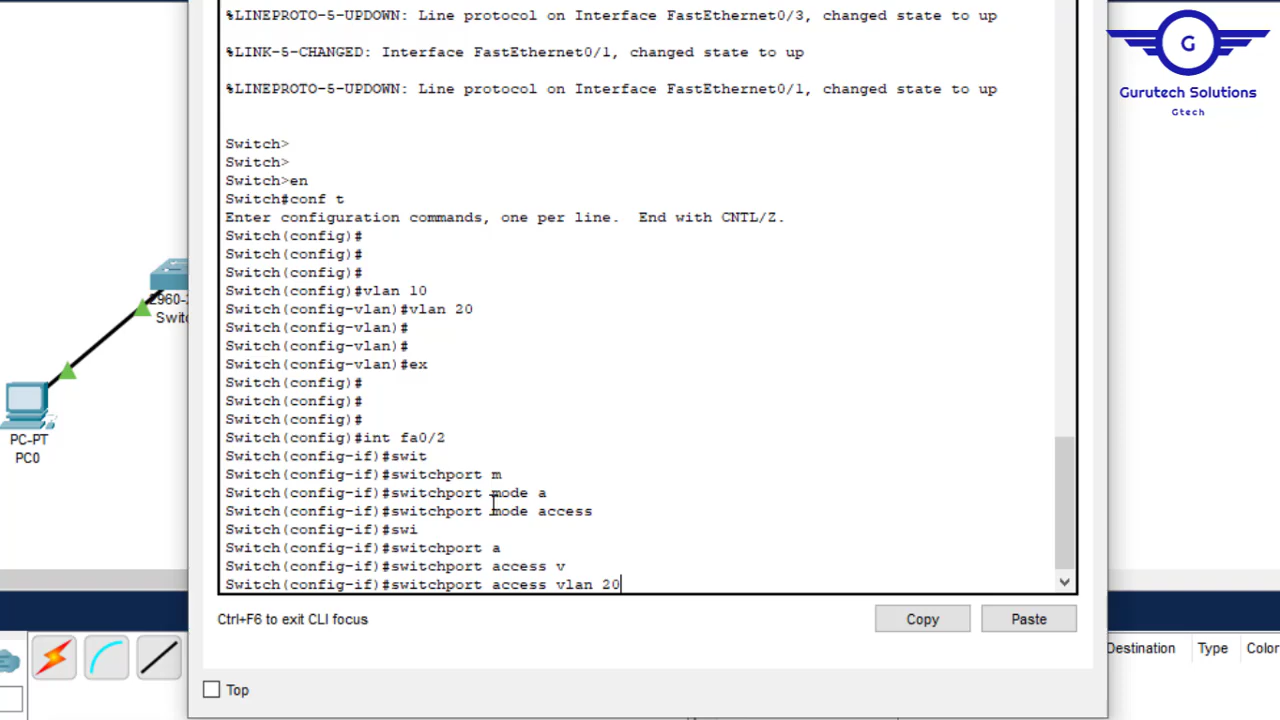 %LINEPROTO-5-UPDOWN: Line protocol on Interface FastEthernet0/3, changed state to up
%LINK-5-CHANGED: Interface FastEthernet0/1, changed state to up
%LINEPROTO-5-UPDOWN: Line protocol on Interface FastEthernet0/1, changed state to up
Switch>
Switch>
Switch>en
Switch#conf t
Enter configuration commands, one per line.  End with CNTL/Z.
Switch(config)#
Switch(config)#
Switch(config)#
Switch(config)#vlan 10
Switch(config-vlan)#vlan 20
Switch(config-vlan)#
Switch(config-vlan)#
Switch(config-vlan)#ex
Switch(config)#
Switch(config)#
Switch(config)#
Switch(config)#int fa0/2
Switch(config-if)#swit
Switch(config-if)#switchport m
Switch(config-if)#switchport mode a
Switch(config-if)#switchport mode access
Switch(config-if)#swi
Switch(config-if)#switchport a
Switch(config-if)#switchport access v
Switch(config-if)#switchport access vlan 20
Ctrl+F6 to exit CLI focus
Copy
Paste
Top
G
Gurutech Solutions
Gtech
Swit
PC-PT
PC0
Destination
Type
Color